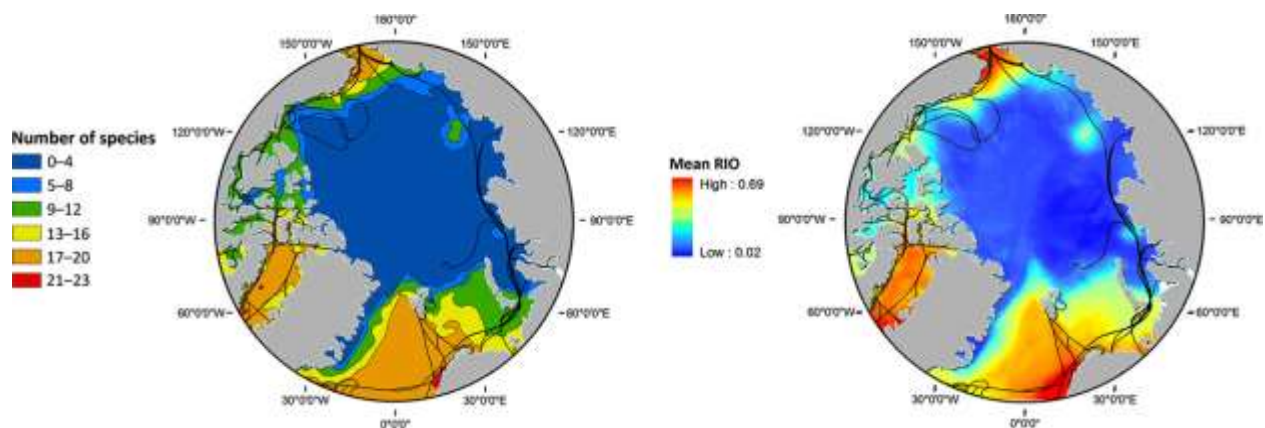 180°0'0"
150°0'0"W
150°0'0"E
120°0'0"W
120°0'0"E
Number of species
0–4
5–8
9–12
13–16
17–20
21–23
90°0'0"W
90°0'0"E
60°0'0"W
60°0'0"E
30°0'0"W
30°0'0"E
0°0'0"
180°0'0"
150°0'0"W
150°0'0"E
120°0'0"W
120°0'0"E
Mean RIO
High : 0.69
Low : 0.02
90°0'0"W
90°0'0"E
60°0'0"W
60°0'0"E
30°0'0"W
30°0'0"E
0°0'0"